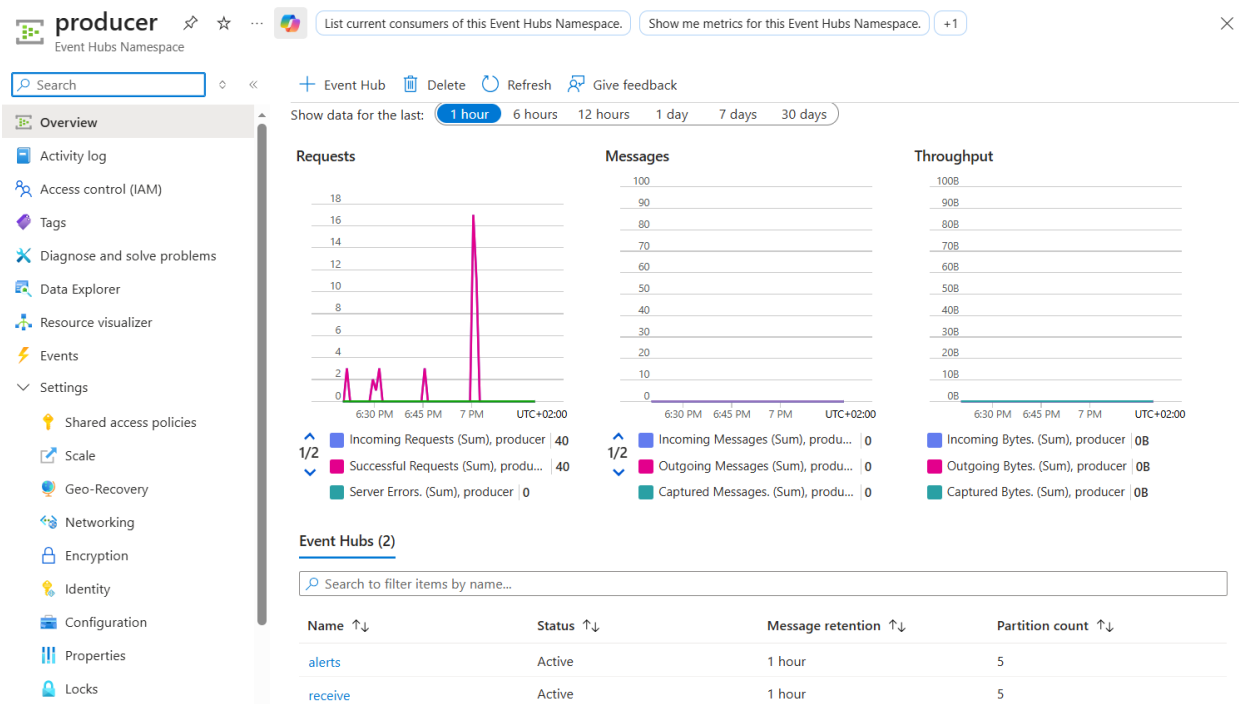 producer
Event Hubs Namespace
List current consumers of this Event Hubs Namespace.
Show me metrics for this Event Hubs Namespace.
+1
Search
Event Hub
Delete
Refresh
Give feedback
Overview
Activity log
Access control (IAM)
Tags
Diagnose and solve problems
Data Explorer
Resource visualizer
Events
Settings
Shared access policies
Scale
Geo-Recovery
Networking
Encryption
Identity
Configuration
Properties
Locks
Show data for the last:
1 hour
6 hours
12 hours
1 day
7 days
30 days
Requests
18
16
14
12
10
8
6
4
2
0
6:30 PM 6:45 PM 7 PM UTC+02:00
1/2
Incoming Requests (Sum), producer 40
Successful Requests (Sum), produ... 40
Server Errors. (Sum), producer 0
Messages
100
90
80
70
60
50
40
30
20
10
0
6:30 PM 6:45 PM 7 PM UTC+02:00
1/2
Incoming Messages (Sum), produ... 0
Outgoing Messages (Sum), produ... 0
Captured Messages. (Sum), produ... 0
Throughput
100B
90B
80B
70B
60B
50B
40B
30B
20B
10B
0B
6:30 PM 6:45 PM 7 PM UTC+02:00
Incoming Bytes. (Sum), producer 0B
Outgoing Bytes. (Sum), producer 0B
Captured Bytes. (Sum), producer 0B
Event Hubs (2)
Search to filter items by name...
Name Status Message retention Partition count
alerts Active 1 hour 5
receive Active 1 hour 5